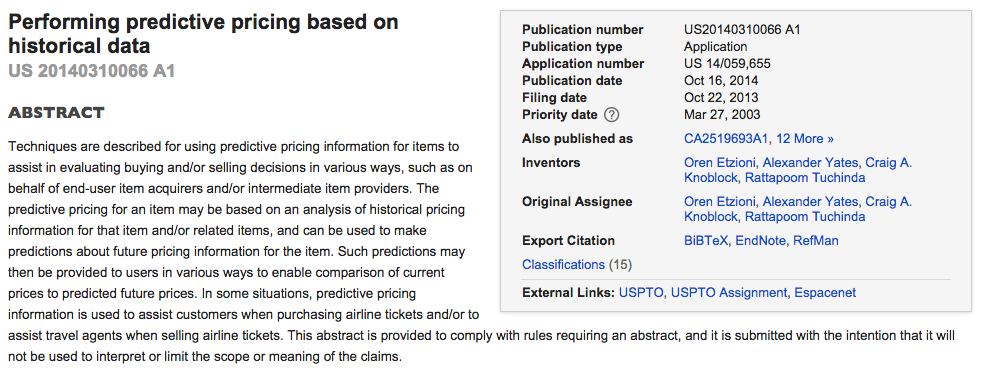 Performing predictive pricing based on
historical data
US 20140310066 A1
ABSTRACT
Techniques are described for using predictive pricing information for items to
assist in evaluating buying and/or selling decisions in various ways, such as on
behalf of end-user item acquirers and/or intermediate item providers. The
predictive pricing for an item may be based on an analysis of historical pricing
information for that item and/or related items, and can be used to make
predictions about future pricing information for the item. Such predictions may
then be provided to users in various ways to enable comparison of current
prices to predicted future prices. In some situations, predictive pricing
information is used to assist customers when purchasing airline tickets and/or to
assist travel agents when selling airline tickets. This abstract is provided to comply with rules requiring an abstract, and it is submitted with the intention that it will
not be used to interpret or limit the scope or meaning of the claims.
Publication number US20140310066 A1
Publication type Application
Application number US 14/059,655
Publication date Oct 16, 2014
Filing date Oct 22, 2013
Priority date ? Mar 27, 2003
Also published as CA2519693A1, 12 More »
Inventors Oren Etzioni, Alexander Yates, Craig A.
Knoblock, Rattapoom Tuchinda
Original Assignee Oren Etzioni, Alexander Yates, Craig A.
Knoblock, Rattapoom Tuchinda
Export Citation BiBTeX, EndNote, RefMan
Classifications (15)
External Links: USPTO, USPTO Assignment, Espacenet